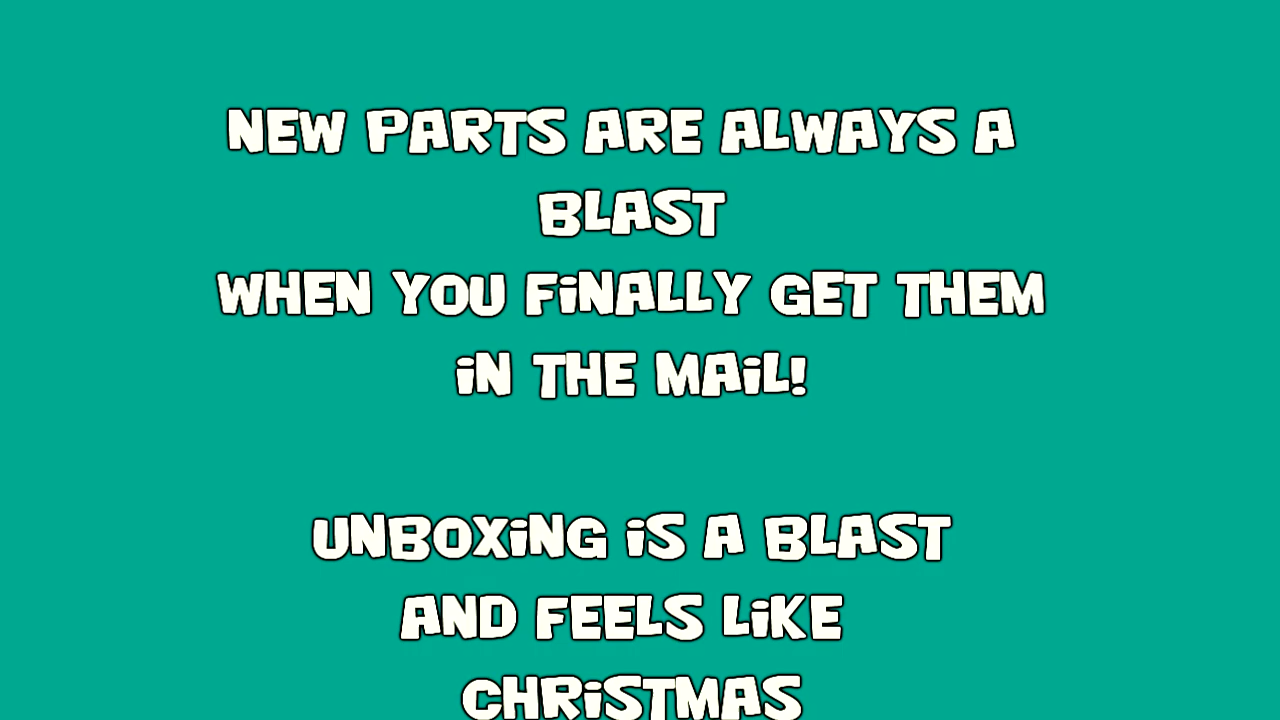 NEW PARTS ARE ALWAYS A
BLAST
WHEN YOU FiNALLY GET THEM
iN THE MAiL!
UNBOXiNG iS A BLAST
AND FEELS LiKE
CHRiSTMAS